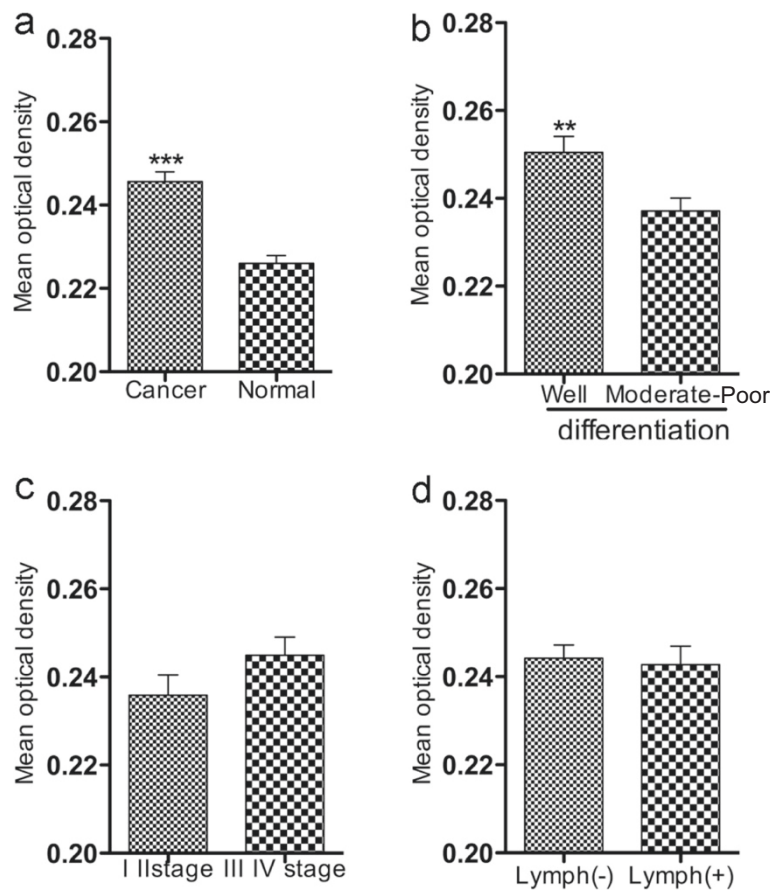 a
Mean optical density
0.28
0.26
0.24
0.22
0.20
***
Cancer Normal
b
Mean optical density
0.28
0.26
0.24
0.22
0.20
**
Well Moderate-Poor
differentiation
c
Mean optical density
0.28
0.26
0.24
0.22
0.20
I IIstage III IV stage
d
Mean optical density
0.28
0.26
0.24
0.22
0.20
Lymph(-) Lymph(+)